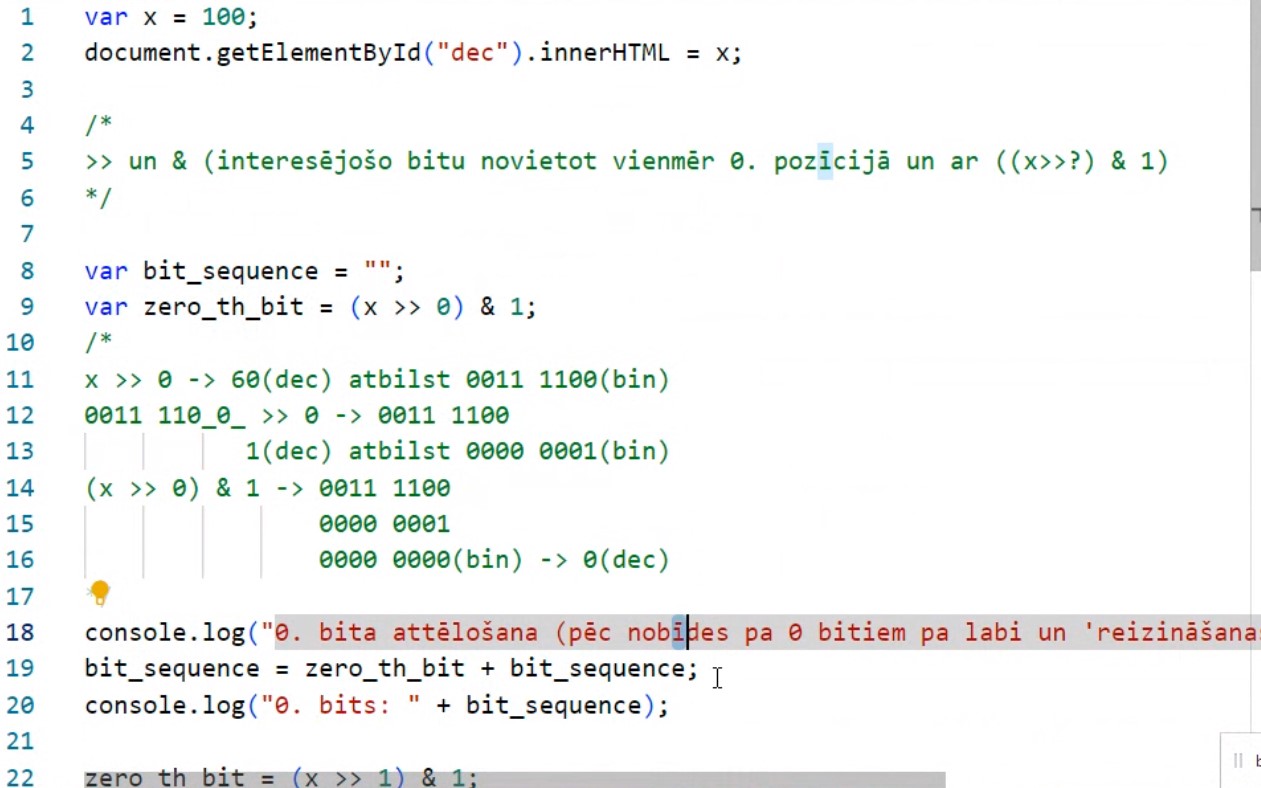 1 var x = 100;
2 document.getElementById("dec").innerHTML = x;
3
4 /*
5 >> un & (interesējošo bitu novietot vienmēr 0. pozīcijā un ar ((x>>?) & 1)
6 */
7
8 var bit_sequence = "";
9 var zero_th_bit = (x >> 0) & 1;
10 /*
11 x >> 0 -> 60(dec) atbilst 0011 1100(bin)
12 0011 110_0_ >> 0 -> 0011 1100
13 1(dec) atbilst 0000 0001(bin)
14 (x >> 0) & 1 -> 0011 1100
15 0000 0001
16 0000 0000(bin) -> 0(dec)
17
18 console.log("0. bita attēlošana (pēc nobīdes pa 0 bitiem pa labi un 'reizināšanas
19 bit_sequence = zero_th_bit + bit_sequence;
20 console.log("0. bits: " + bit_sequence);
21
22 zero_th_bit = (x >> 1) & 1;